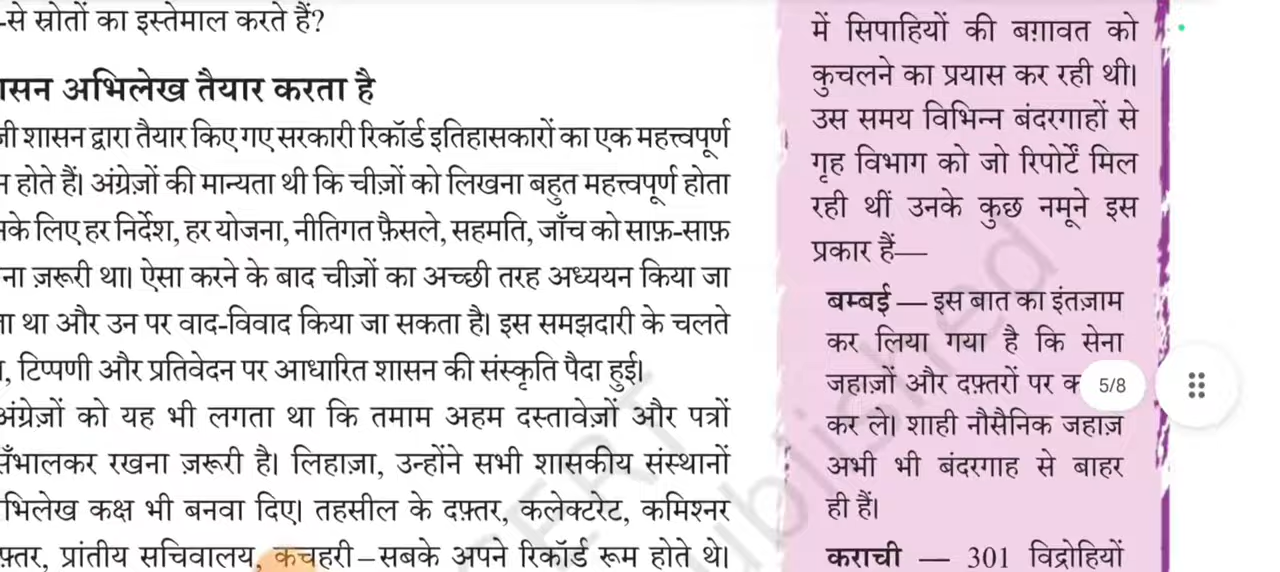 -से स्रोतों का इस्तेमाल करते हैं?
अभिलेख तैयार करता है
शासन द्वारा तैयार किए गए सरकारी रिकॉर्ड इतिहासकारों का एक महत्त्वपूर्ण
होते हैं। अंग्रेज़ों की मान्यता थी कि चीज़ों को लिखना बहुत महत्त्वपूर्ण होता
लिए हर निर्देश, हर योजना, नीतिगत फ़ैसले, सहमति, जाँच को साफ़-साफ़
ज़रूरी था। ऐसा करने के बाद चीज़ों का अच्छी तरह अध्ययन किया जा
था और उन पर वाद-विवाद किया जा सकता है। इस समझदारी के चलते
टिप्पणी और प्रतिवेदन पर आधारित शासन की संस्कृति पैदा हुई।
अंग्रेज़ों को यह भी लगता था कि तमाम अहम दस्तावेज़ों और पत्रों
सँभालकर रखना ज़रूरी है। लिहाज़ा, उन्होंने सभी शासकीय संस्थानों
कक्ष भी बनवा दिए। तहसील के दफ़्तर, कलेक्टरेट, कमिश्नर
प्रांतीय सचिवालय, कचहरी – सबके अपने रिकॉर्ड रूम होते थे।
में सिपाहियों की बग़ावत को
कुचलने का प्रयास कर रही थी।
उस समय विभिन्न बंदरगाहों से
गृह विभाग को जो रिपोर्टें मिल
रही थीं उनके कुछ नमूने इस
प्रकार हैं—
बम्बई — इस बात का इंतज़ाम
कर लिया गया है कि सेना
जहाज़ों और दफ़्तरों पर
कर ले। शाही नौसैनिक जहाज़
अभी भी बंदरगाह से बाहर
ही हैं।
कराची — 301 विद्रोहियों
5/8